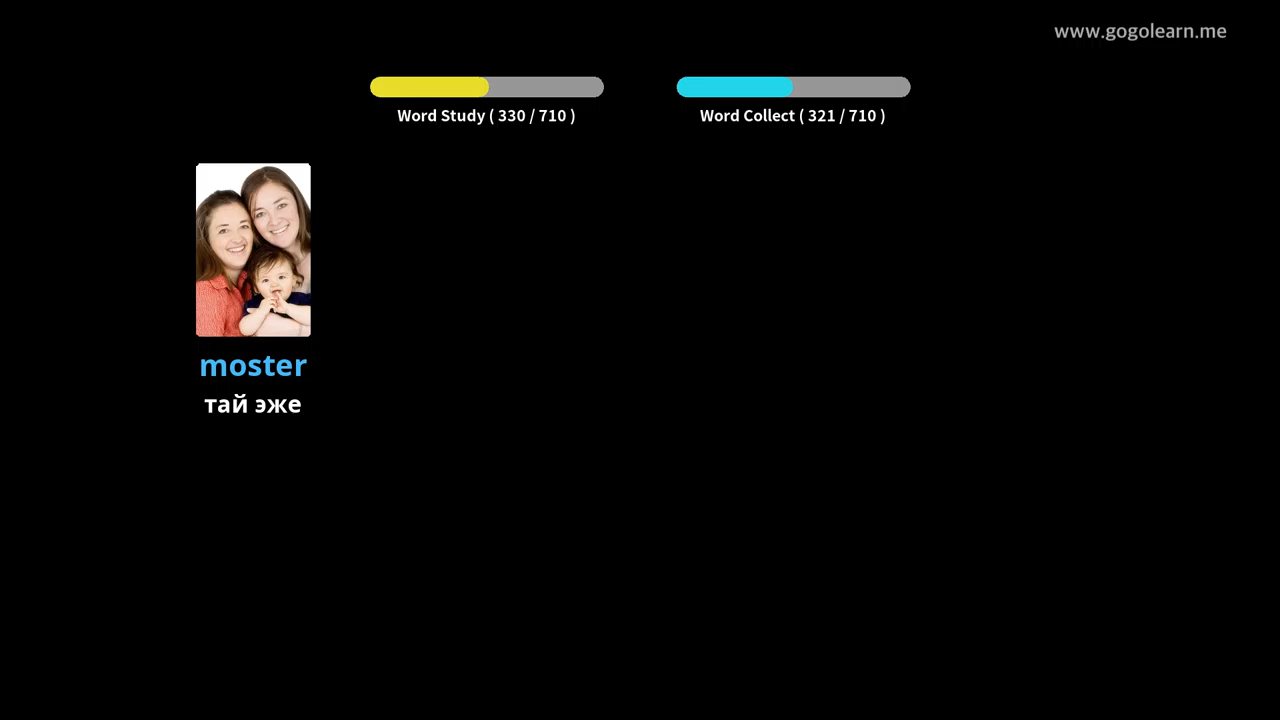 www.gogolearn.me
Word Study ( 330 / 710 )
Word Collect ( 321 / 710 )
moster
тай эже